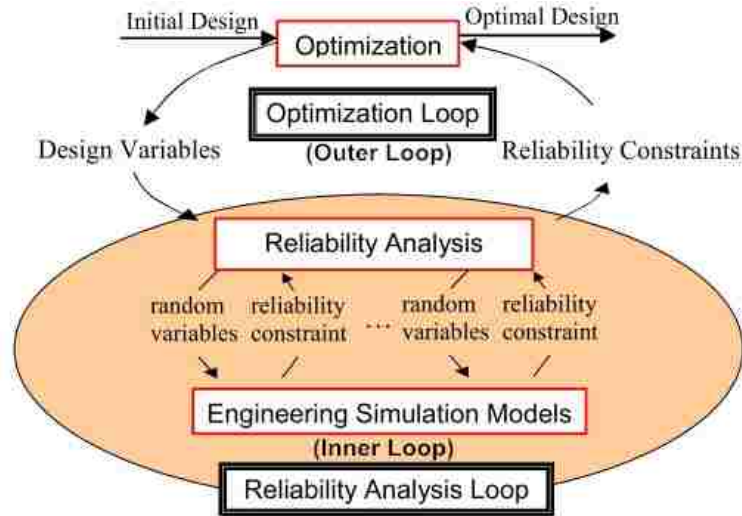 Initial Design
Optimal Design
Optimization
Optimization Loop
(Outer Loop)
Design Variables
Reliability Constraints
Reliability Analysis
random variables
reliability constraint
...
random variables
reliability constraint
Engineering Simulation Models
(Inner Loop)
Reliability Analysis Loop